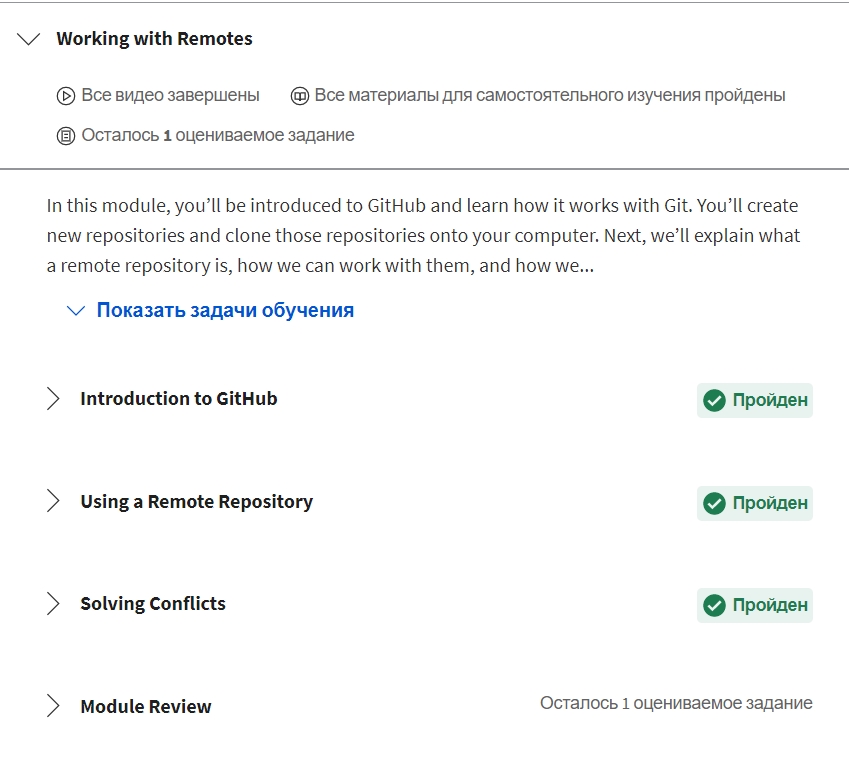 Working with Remotes
Все видео завершены Все материалы для самостоятельного изучения пройдены
Осталось 1 оцениваемое задание
In this module, you’ll be introduced to GitHub and learn how it works with Git. You’ll create
new repositories and clone those repositories onto your computer. Next, we’ll explain what
a remote repository is, how we can work with them, and how we...
Показать задачи обучения
Introduction to GitHub Пройден
Using a Remote Repository Пройден
Solving Conflicts Пройден
Module Review Осталось 1 оцениваемое задание